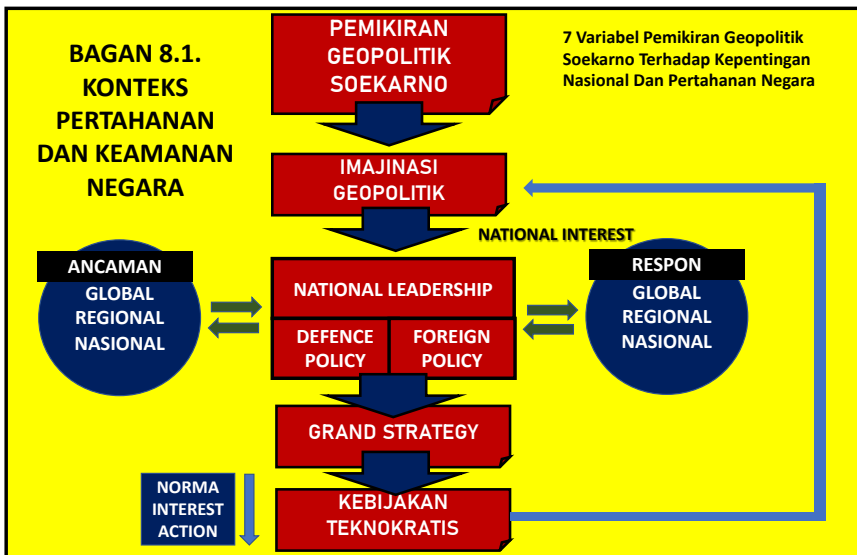 BAGAN 8.1.
KONTEKS
PERTAHANAN
DAN KEAMANAN
NEGARA
PEMIKIRAN
GEOPOLITIK
SOEKARNO
7 Variabel Pemikiran Geopolitik
Soekarno Terhadap Kepentingan
Nasional Dan Pertahanan Negara
IMAJINASI
GEOPOLITIK
NATIONAL INTEREST
ANCAMAN
GLOBAL
REGIONAL
NASIONAL
NATIONAL LEADERSHIP
DEFENCE
POLICY
FOREIGN
POLICY
RESPON
GLOBAL
REGIONAL
NASIONAL
GRAND STRATEGY
NORMA
INTEREST
ACTION
KEBIJAKAN
TEKNOKRATIS